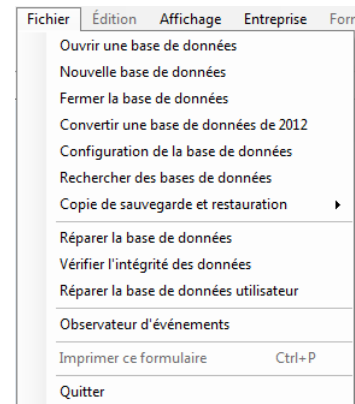 Fichier Édition Affichage Entreprise
Ouvrir une base de données
Nouvelle base de données
Fermer la base de données
Convertir une base de données de 2012
Configuration de la base de données
Rechercher des bases de données
Copie de sauvegarde et restauration
Réparer la base de données
Vérifier l'intégrité des données
Réparer la base de données utilisateur
Observateur d'événements
Imprimer ce formulaire Ctrl+P
Quitter